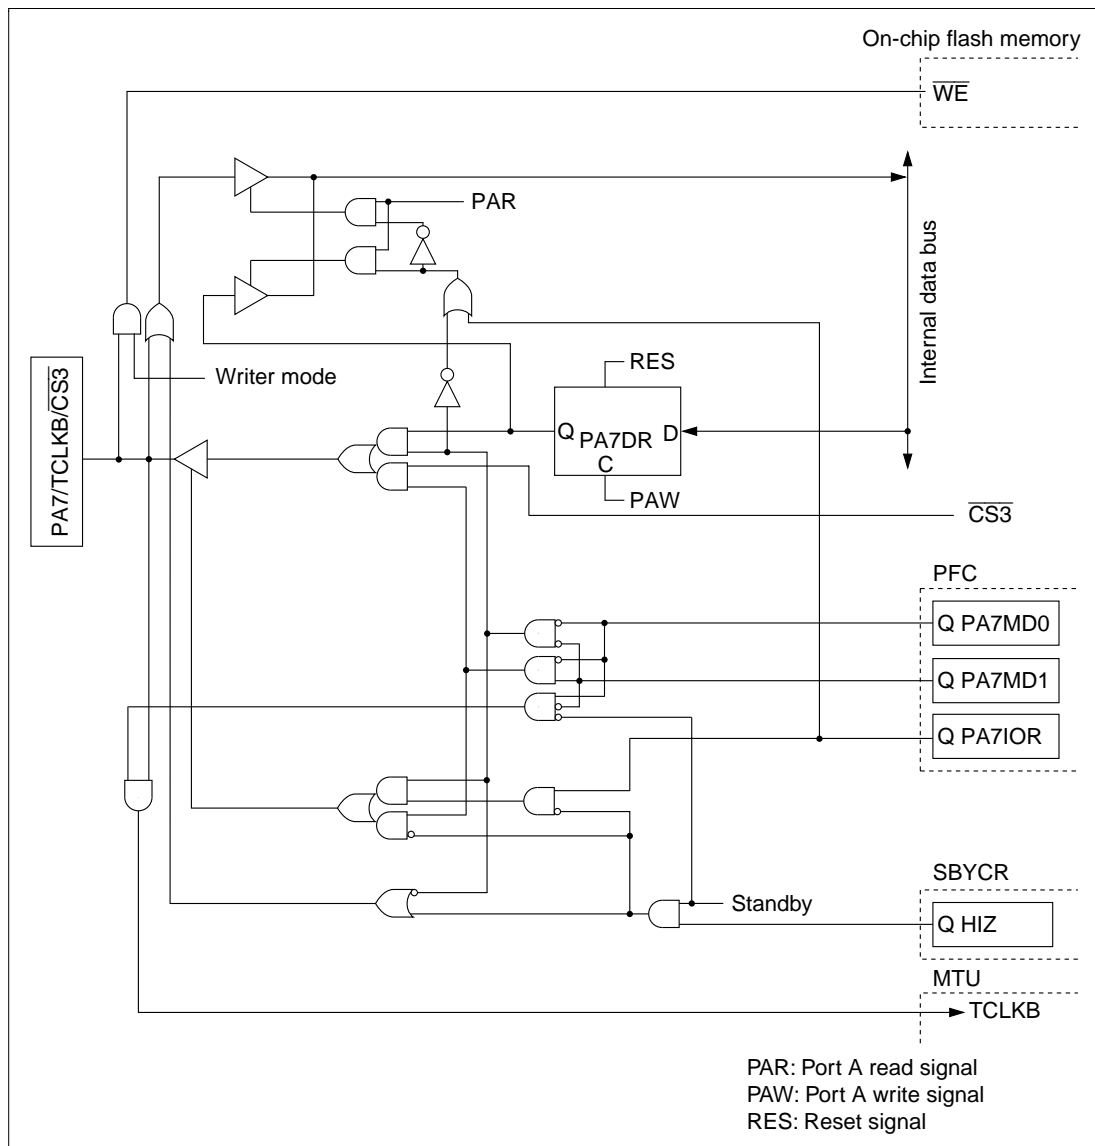 On-chip flash memory
WE
PAR
Internal data bus
Writer mode
RES
PA7/TCLKB/CS3
Q PA7DR D
C
PAW
CS3
PFC
Q PA7MD0
Q PA7MD1
Q PA7IOR
SBYCR
Standby
Q HIZ
MTU
TCLKB
PAR: Port A read signal
PAW: Port A write signal
RES: Reset signal